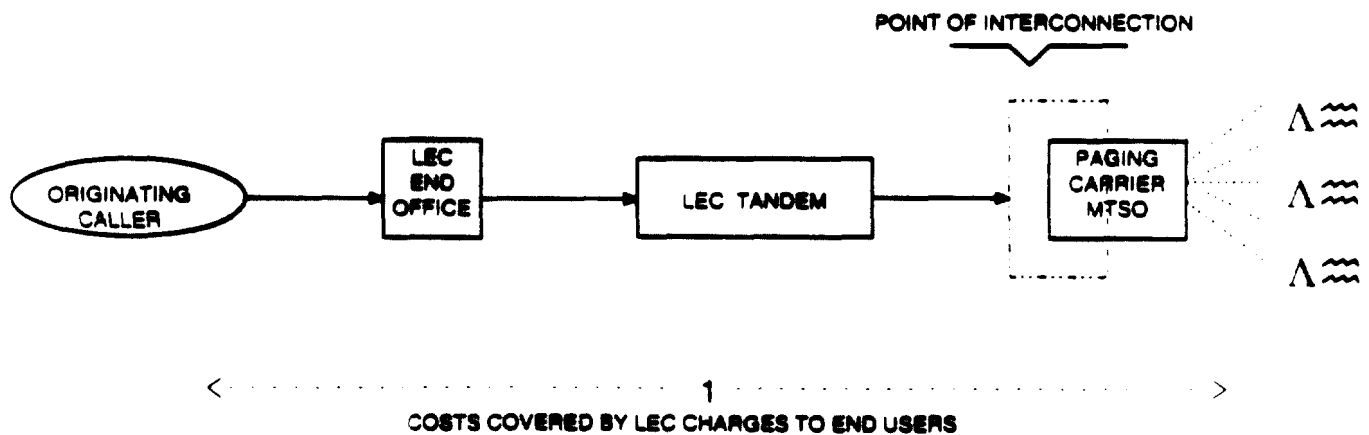 POINT OF INTERCONNECTION
ORIGINATING
CALLER
LEC
END
OFFICE
LEC TANDEM
PAGING
CARRIER
MTSO
1
COSTS COVERED BY LEC CHARGES TO END USERS